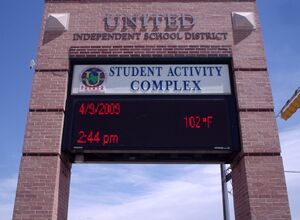 UNITED
INDEPENDENT SCHOOL DISTRICT
STUDENT ACTIVITY
COMPLEX
4/9/2009
102 °F
2:44 pm